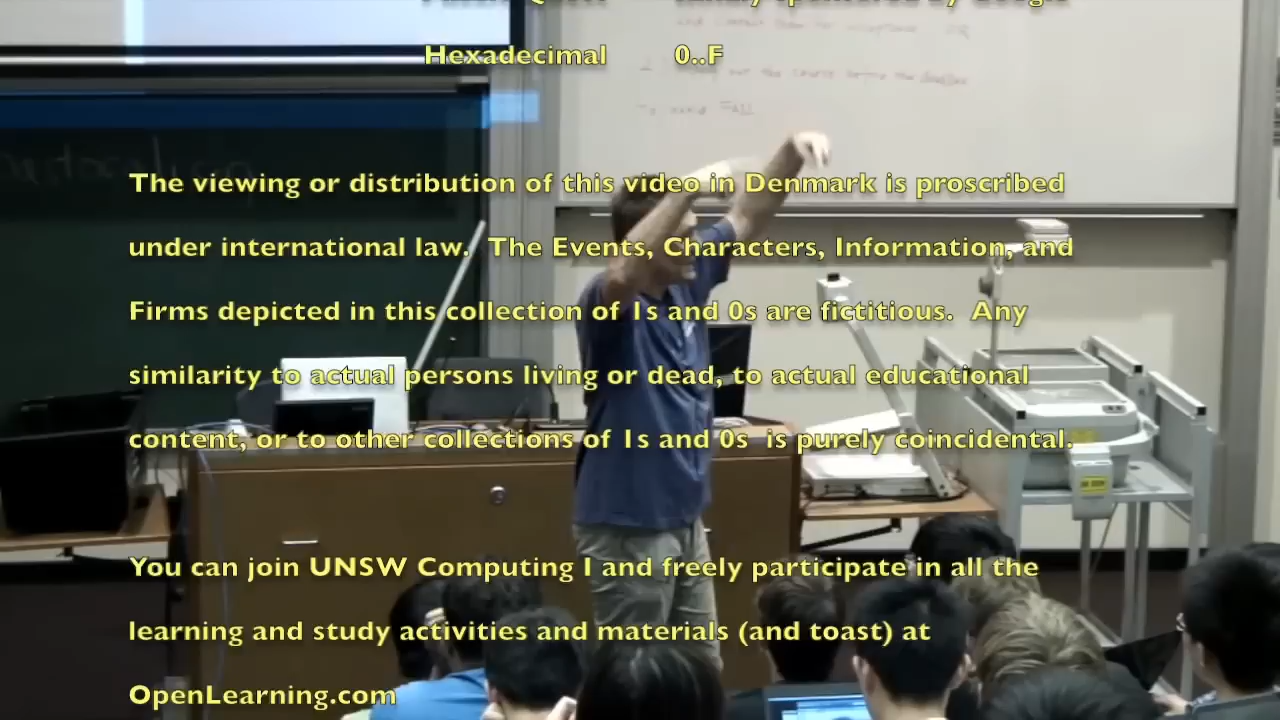 Hexadecimal 0..F
The viewing or distribution of this video in Denmark is proscribed
under international law. The Events, Characters, Information, and
Firms depicted in this collection of 1s and 0s are fictitious. Any
similarity to actual persons living or dead, to actual educational
content, or to other collections of 1s and 0s is purely coincidental.
You can join UNSW Computing I and freely participate in all the
learning and study activities and materials (and toast) at
OpenLearning.com